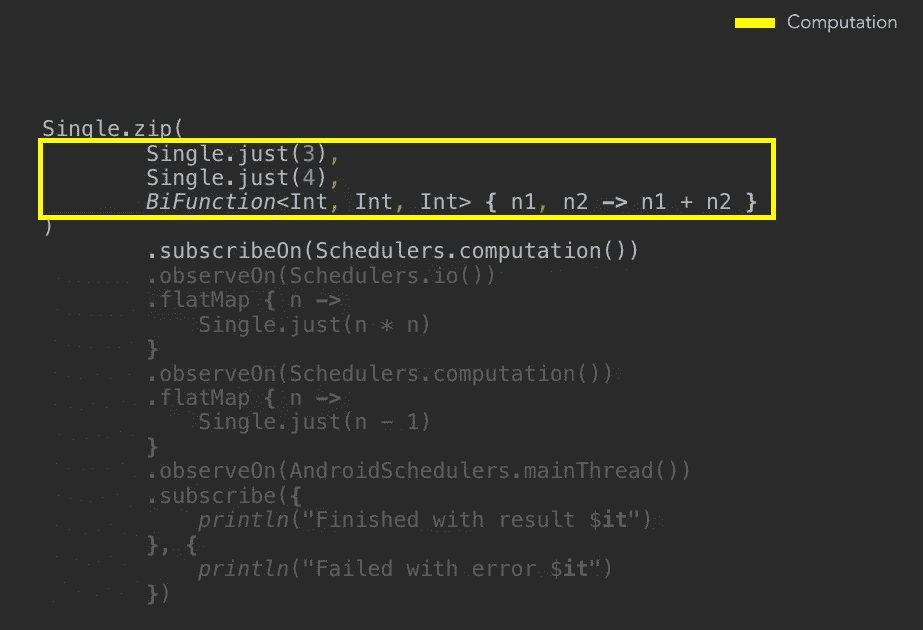 Computation
Single.zip(
Single.just(3),
Single.just(4),
BiFunction<Int, Int, Int> { n1, n2 -> n1 + n2 }
)
.subscribeOn(Schedulers.computation())
.observeOn(Schedulers.io())
.flatMap { n ->
Single.just(n * n)
}
.observeOn(Schedulers.computation())
.flatMap { n ->
Single.just(n - 1)
}
.observeOn(AndroidSchedulers.mainThread())
.subscribe({
println("Finished with result $it")
}, {
println("Failed with error $it")
})